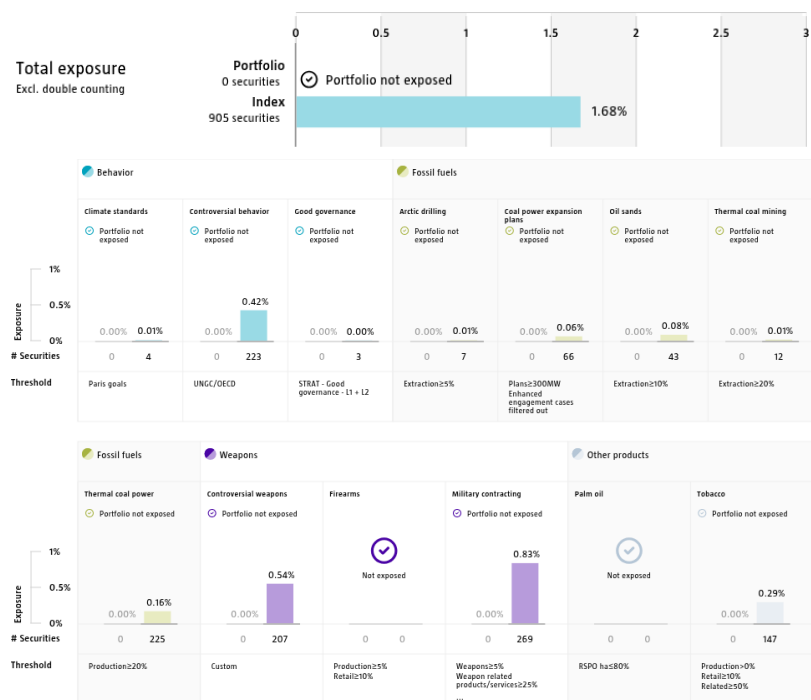 0 0.5 1 1.5 2 2.5 3
Total exposure
Excl. double counting
Portfolio
0 securities
Portfolio not exposed
Index
905 securities
1.68%
Behavior
Fossil fuels
Climate standards
Controversial behavior
Good governance
Arctic drilling
Coal power expansion
plans
Oil sands
Thermal coal mining
Portfolio not
exposed
Portfolio not
exposed
Portfolio not
exposed
Portfolio not
exposed
Portfolio not
exposed
Portfolio not
exposed
Portfolio not
exposed
Exposure
1%
0.5%
0%
0.00% 0.01%
0.00% 0.42%
0.00% 0.00%
0.00% 0.01%
0.00% 0.06%
0.00% 0.08%
0.00% 0.01%
# Securities
0 4
0 223
0 3
0 7
0 66
0 43
0 12
Threshold
Paris goals
UNGC/OECD
STRAT - Good
governance - L1 + L2
Extraction≥5%
Plans≥300MW
Enhanced
engagement cases
filtered out
Extraction≥10%
Extraction≥20%
Fossil fuels
Weapons
Other products
Thermal coal power
Controversial weapons
Firearms
Military contracting
Palm oil
Tobacco
Portfolio not exposed
Portfolio not exposed
Not exposed
Portfolio not exposed
Not exposed
Portfolio not exposed
Exposure
1%
0.5%
0%
0.00% 0.16%
0.00% 0.54%
0.00% 0.83%
0.00% 0.29%
# Securities
0 225
0 207
0 0
0 269
0 0
0 147
Threshold
Production≥20%
Custom
Production≥5%
Retail≥10%
Weapons≥5%
Weapon related
products/services≥25%
RSPO ha≤80%
Production>0%
Retail≥10%
Related≥50%